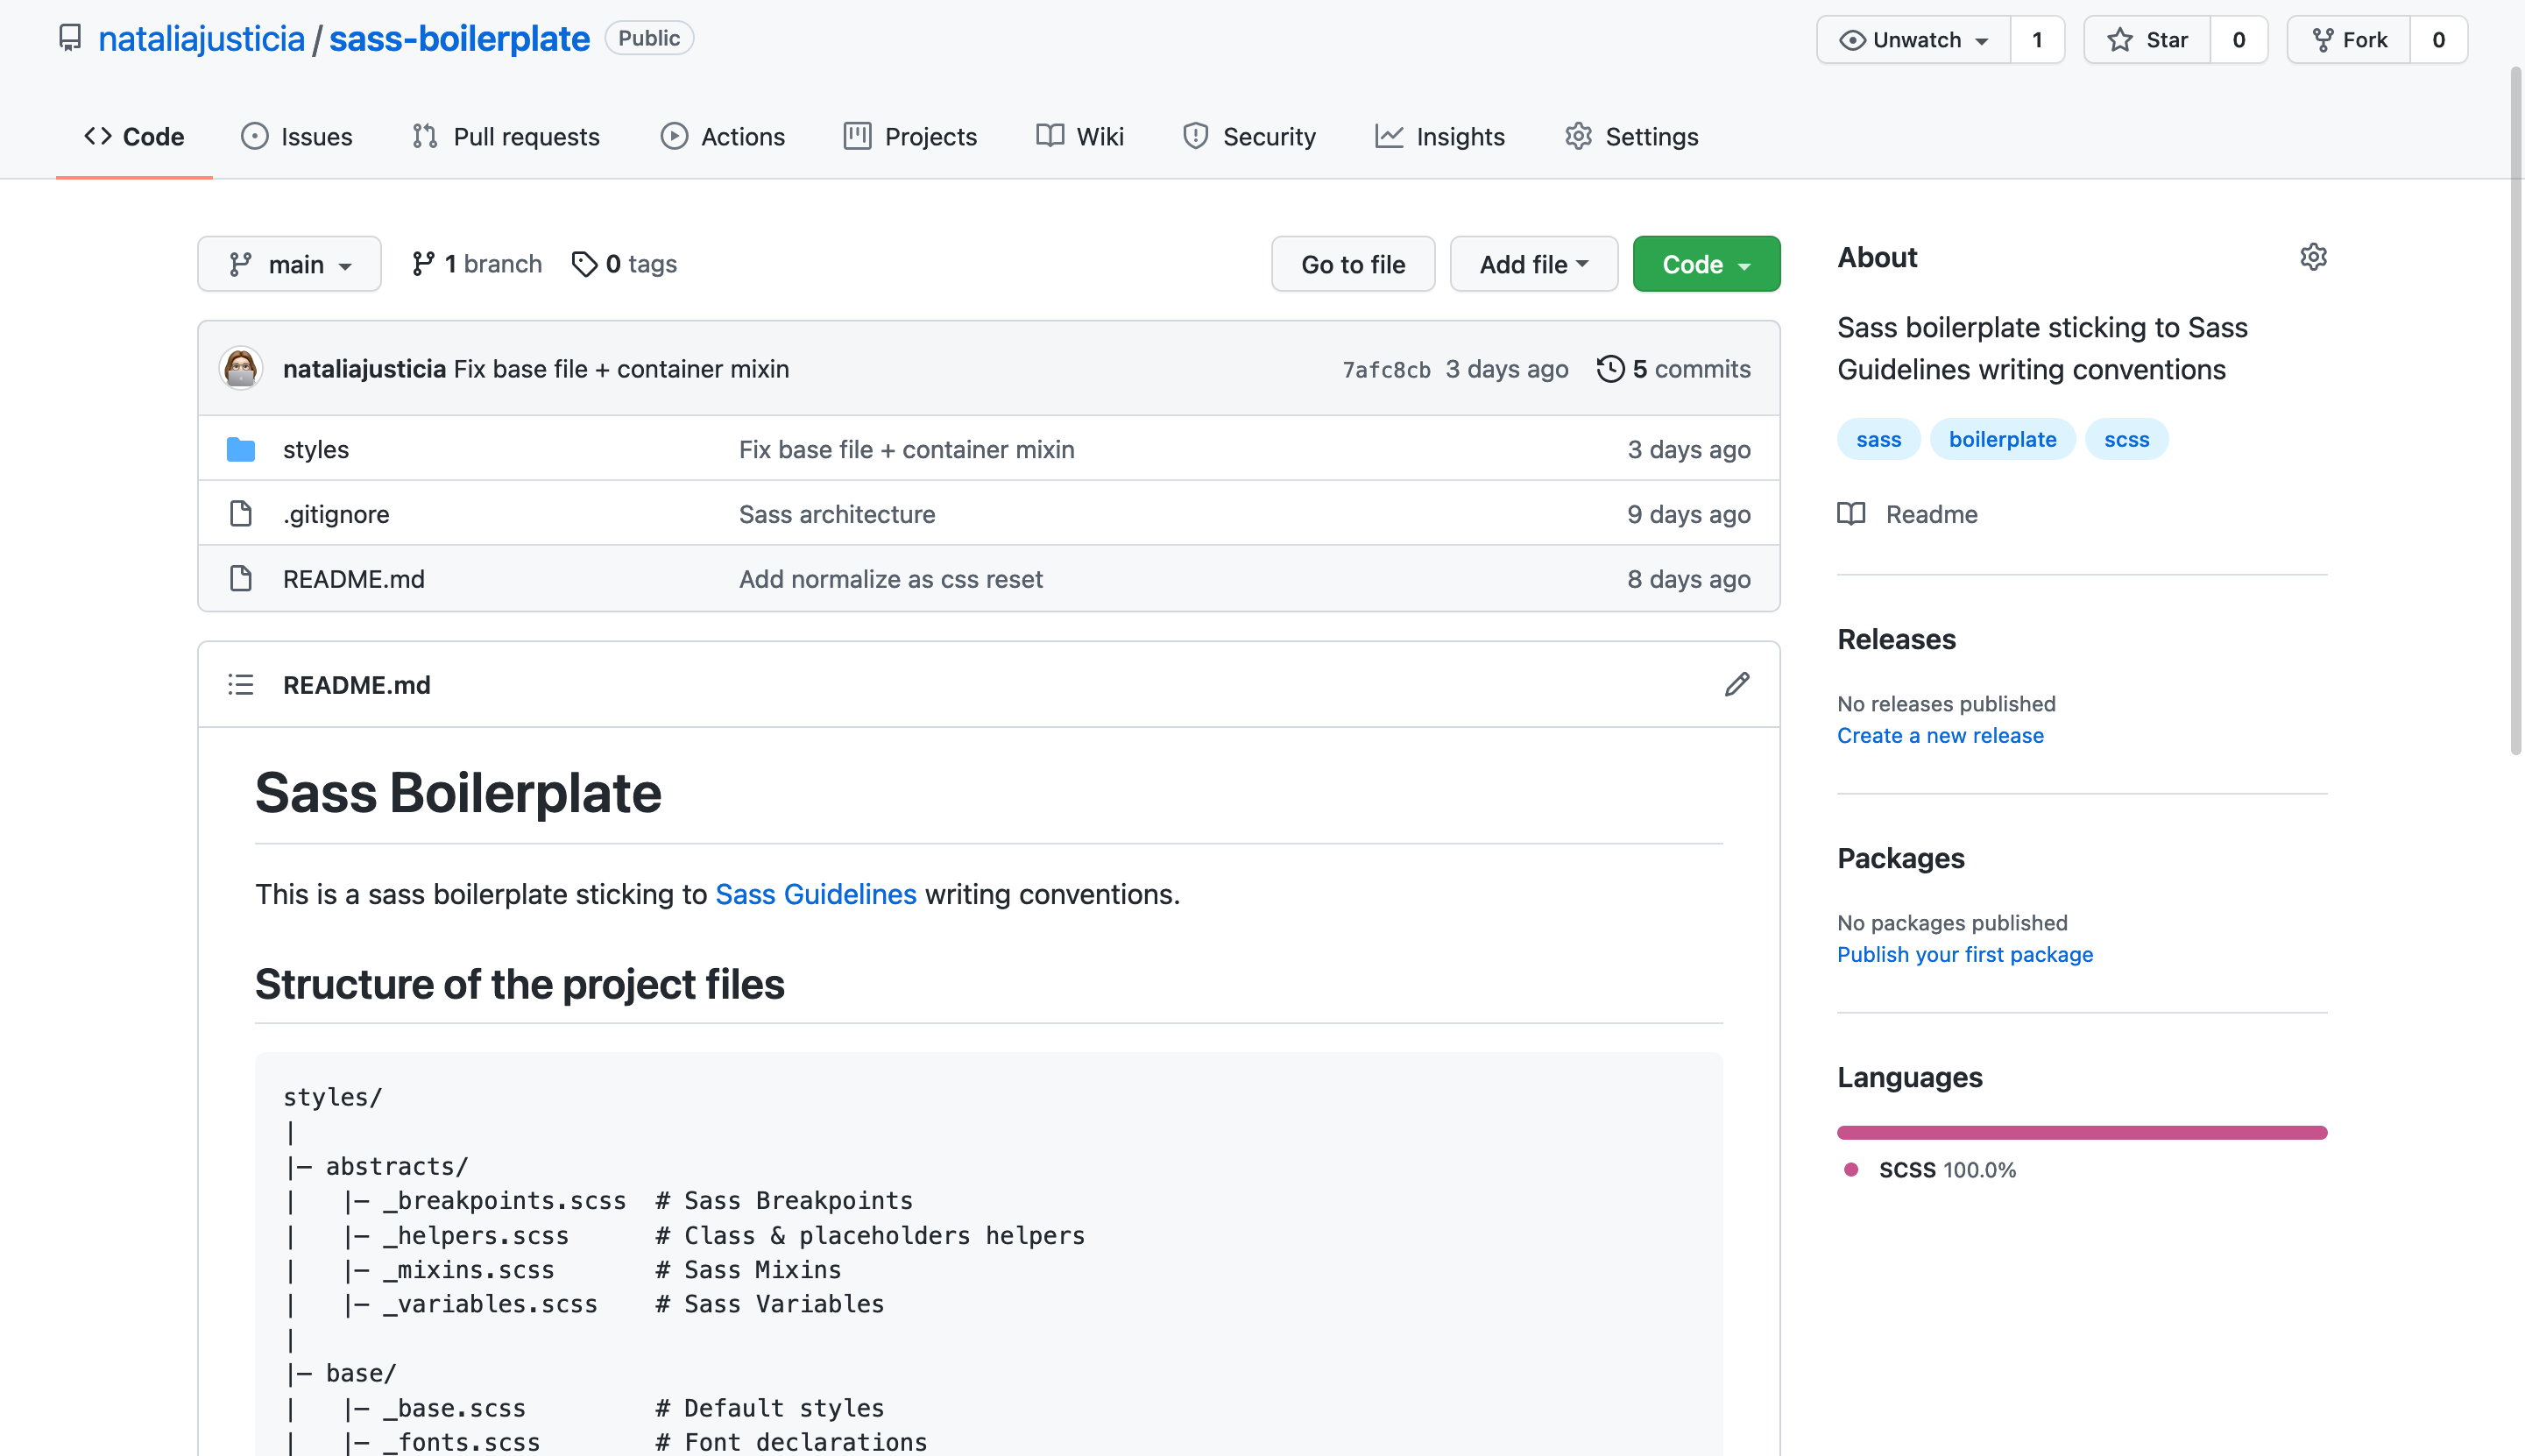 nataliajusticia / sass-boilerplate Public
Unwatch 1 Star 0 Fork 0
Code Issues Pull requests Actions Projects Wiki Security Insights Settings
main 1 branch 0 tags Go to file Add file Code
nataliajusticia Fix base file + container mixin 7afc8cb 3 days ago 5 commits
styles Fix base file + container mixin 3 days ago
.gitignore Sass architecture 9 days ago
README.md Add normalize as css reset 8 days ago
README.md
Sass Boilerplate
This is a sass boilerplate sticking to Sass Guidelines writing conventions.
Structure of the project files
styles/
|
|– abstracts/
|   |– _breakpoints.scss  # Sass Breakpoints
|   |– _helpers.scss      # Class & placeholders helpers
|   |– _mixins.scss       # Sass Mixins
|   |– _variables.scss    # Sass Variables
|
|– base/
|   |– _base.scss         # Default styles
|   |– _fonts.scss        # Font declarations
About
Sass boilerplate sticking to Sass
Guidelines writing conventions
sass boilerplate scss
Readme
Releases
No releases published
Create a new release
Packages
No packages published
Publish your first package
Languages
SCSS 100.0%